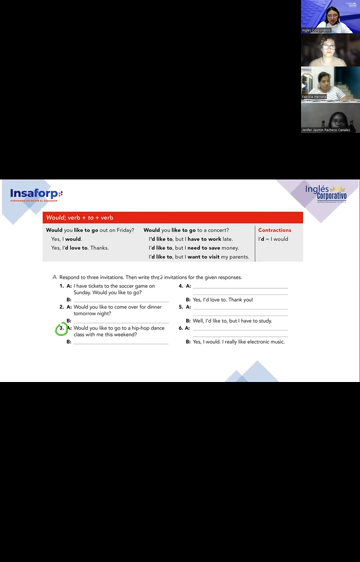 Insaforp
Inglés
Corporativo
Would; verb + to + verb
Would you like to go out on Friday?
Yes, I would.
Yes, I'd love to. Thanks.
Would you like to go to a concert?
I'd like to, but I have to work late.
I'd like to, but I need to save money.
I'd like to, but I want to visit my parents.
Contractions
I'd = I would
A Respond to three invitations. Then write three invitations for the given responses.
1. A: I have tickets to the soccer game on
Sunday. Would you like to go?
B:
2. A: Would you like to come over for dinner
tomorrow night?
B:
3. A: Would you like to go to a hip-hop dance
class with me this weekend?
B:
4. A:
B: Yes, I'd love to. Thank you!
5. A:
B: Well, I'd like to, but I have to study.
6. A:
B: Yes, I would. I really like electronic music.